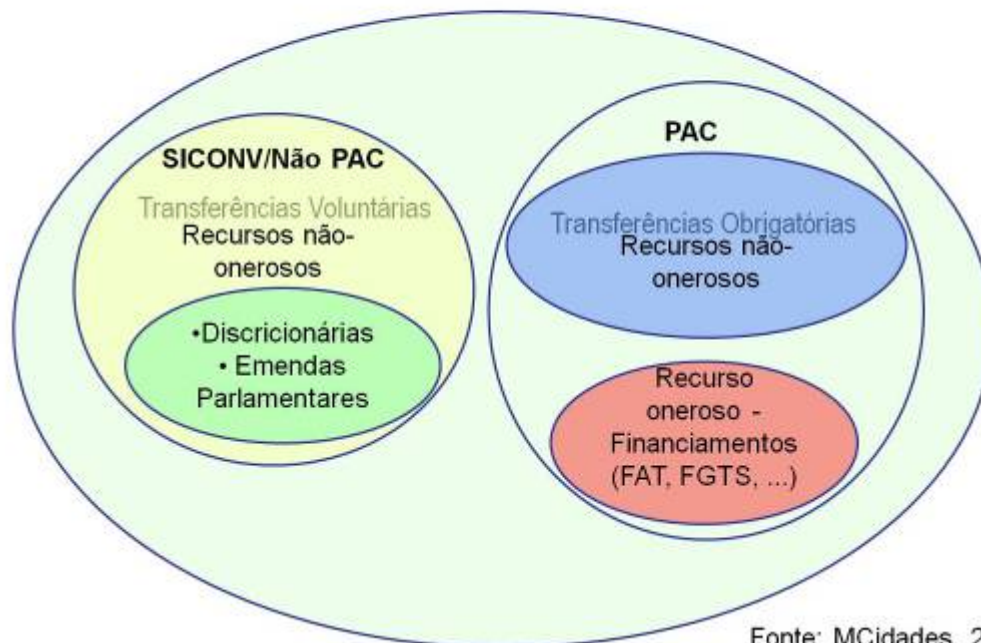 SICONV/Não PAC
Transferências Voluntárias
Recursos não-
onerosos
•Discricionárias
• Emendas
Parlamentares
PAC
Transferências Obrigatórias
Recursos não-
onerosos
Recurso
oneroso -
Financiamentos
(FAT, FGTS, ...)
Fonte: MCidades, 2